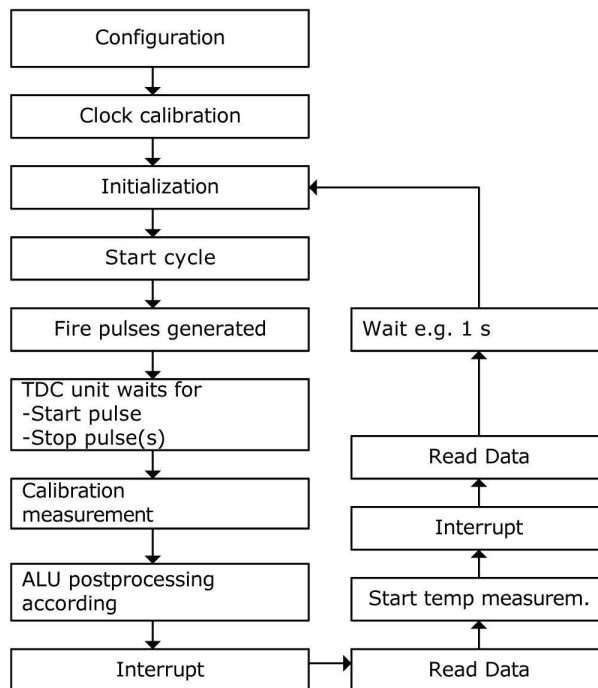 Configuration
Clock calibration
Initialization
Start cycle
Fire pulses generated
TDC unit waits for
-Start pulse
-Stop pulse(s)
Calibration
measurement
ALU postprocessing
according
Interrupt
Read Data
Start temp measurem.
Interrupt
Read Data
Wait e.g. 1 s